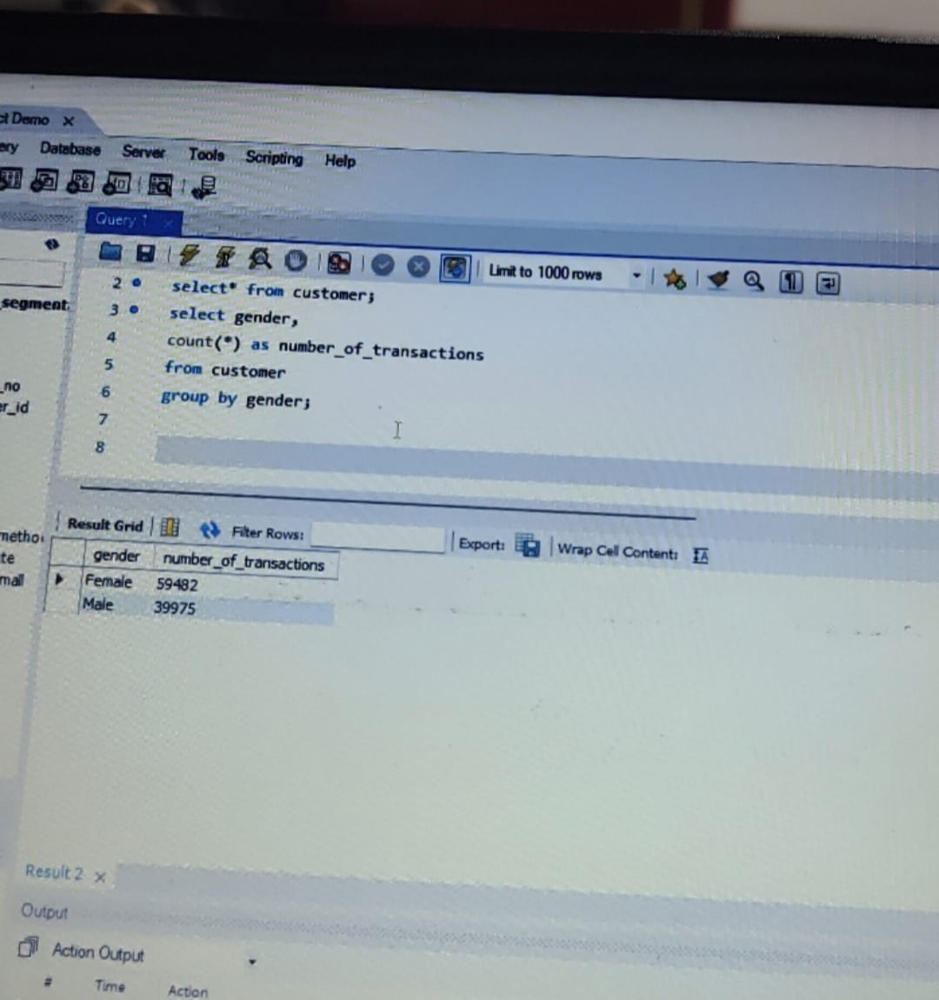 ct Demo ×
ery Database Server Tools Scripting Help
Query 1
Limit to 1000 rows
2 select* from customer;
segment
3 select gender,
4 count(*) as number_of_transactions
5 from customer
_no
6 group by gender;
er_id
7
8
Result Grid Filter Rows: Export: Wrap Cell Content: IA
metho
gender number_of_transactions
te
Female 59482
mall
Male 39975
Result 2 ×
Output
Action Output
# Time Action